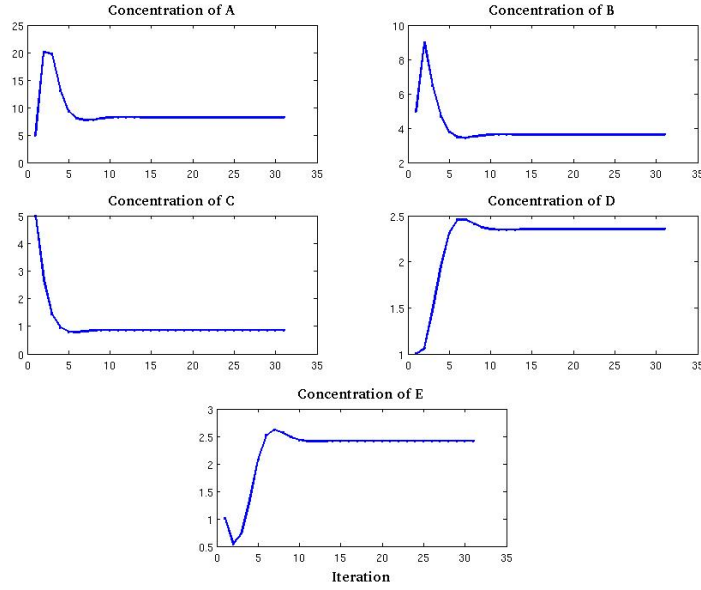 Concentration of A
25
20
15
10
5
0
0 5 10 15 20 25 30 35
Concentration of B
10
8
6
4
2
0 5 10 15 20 25 30 35
Concentration of C
5
4
3
2
1
0
0 5 10 15 20 25 30 35
Concentration of D
2.5
2
1.5
1
0 5 10 15 20 25 30 35
Concentration of E
3
2.5
2
1.5
1
0.5
0 5 10 15 20 25 30 35
Iteration